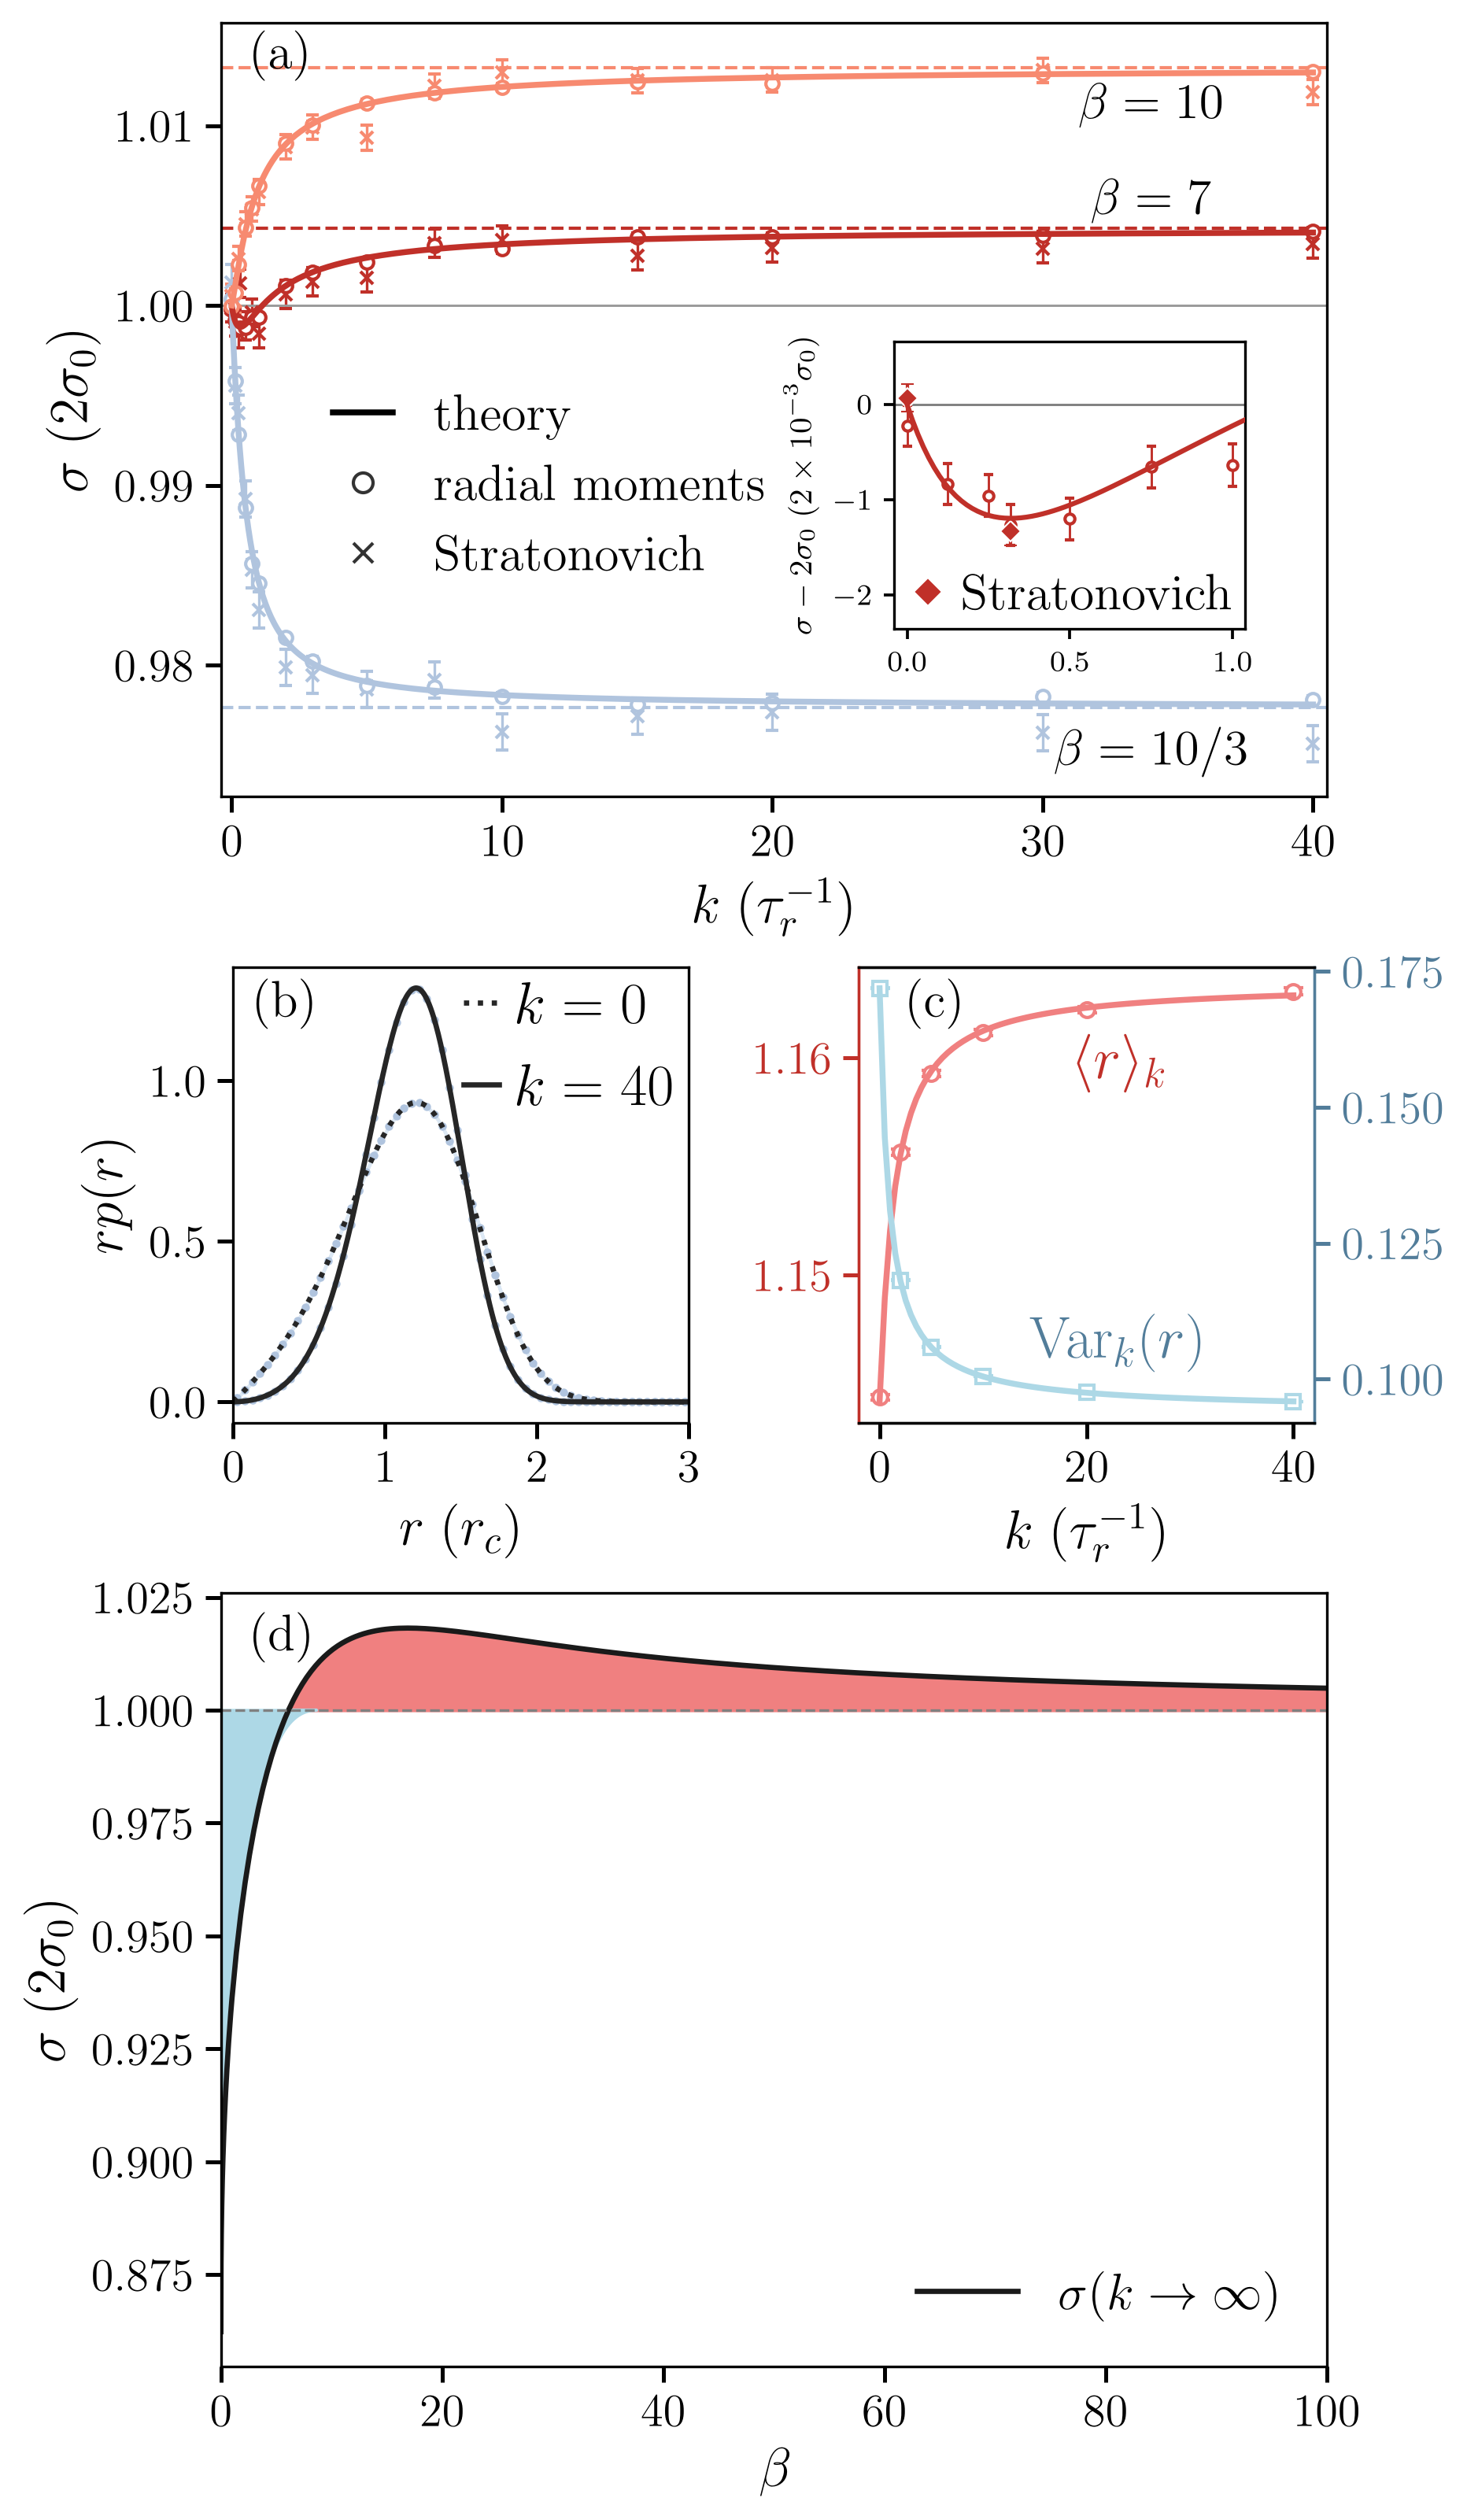 (a)
β = 10
β = 7
β = 10/3
1.01
1.00
0.99
0.98
σ (2σ₀)
theory
radial moments
Stratonovich
σ − 2σ₀ (2 × 10⁻³σ₀)
0
−1
−2
Stratonovich
0.0 0.5 1.0
0 10 20 30 40
k (τᵣ⁻¹)
(b)
k = 0
k = 40
1.0
0.5
0.0
rp(r)
0 1 2 3
r (r_c)
(c)
⟨r⟩ₖ
Varₖ(r)
1.16
1.15
0.175
0.150
0.125
0.100
0 20 40
k (τᵣ⁻¹)
(d)
1.025
1.000
0.975
0.950
0.925
0.900
0.875
σ (2σ₀)
σ(k → ∞)
0 20 40 60 80 100
β